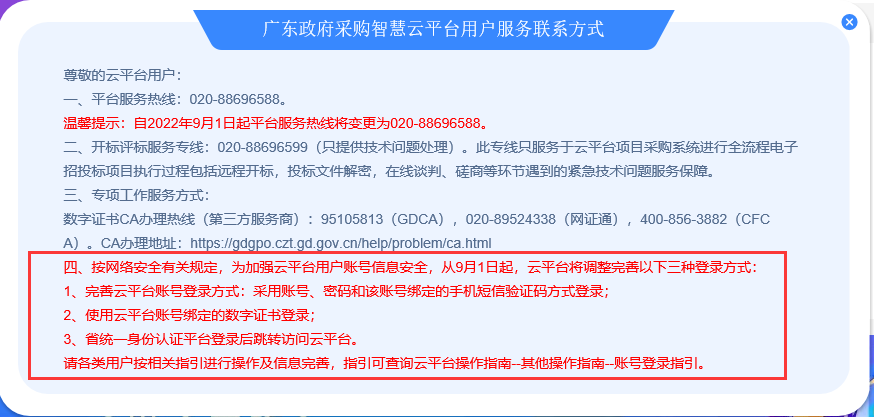 广东政府采购智慧云平台用户服务联系方式
尊敬的云平台用户：
一、平台服务热线：020-88696588。
温馨提示：自2022年9月1日起平台服务热线将变更为020-88696588。
二、开标评标服务专线：020-88696599（只提供技术问题处理）。此专线只服务于云平台项目采购系统进行全流程电子
招投标项目执行过程包括远程开标，投标文件解密，在线谈判、磋商等环节遇到的紧急技术问题服务保障。
三、专项工作服务方式：
数字证书CA办理热线（第三方服务商）：95105813（GDCA），020-89524338（网证通），400-856-3882（CFC
A）。CA办理地址：https://gdgpo.czt.gd.gov.cn/help/problem/ca.html
四、按网络安全有关规定，为加强云平台用户账号信息安全，从9月1日起，云平台将调整完善以下三种登录方式：
1、完善云平台账号登录方式：采用账号、密码和该账号绑定的手机短信验证码方式登录；
2、使用云平台账号绑定的数字证书登录；
3、省统一身份认证平台登录后跳转访问云平台。
请各类用户按相关指引进行操作及信息完善，指引可查询云平台操作指南--其他操作指南--账号登录指引。